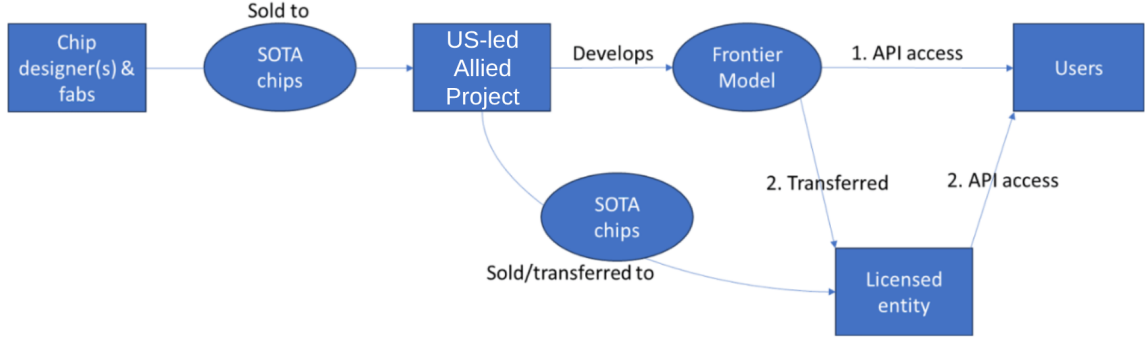 Sold to
Chip
designer(s) &
fabs
SOTA
chips
US-led
Allied
Project
Develops
Frontier
Model
1. API access
Users
2. Transferred
2. API access
SOTA
chips
Sold/transferred to
Licensed
entity